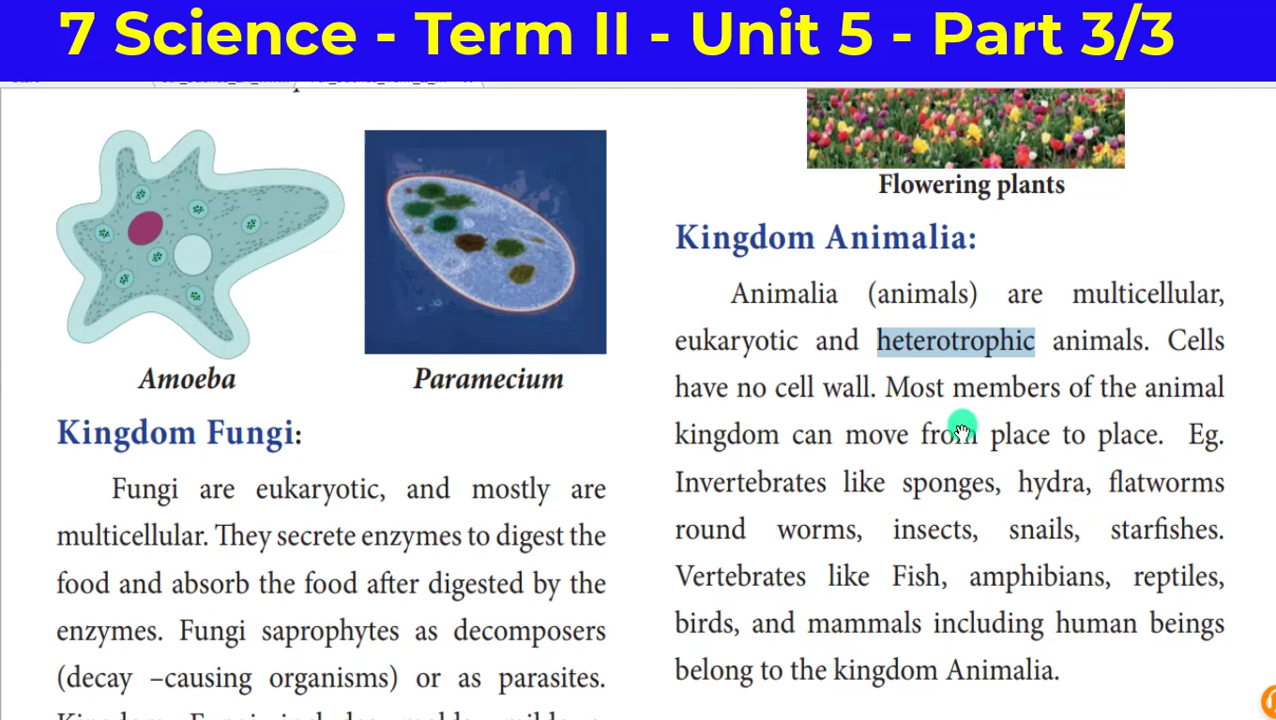 7 Science - Term II - Unit 5 - Part 3/3
Amoeba
Paramecium
Kingdom Fungi:
Fungi are eukaryotic, and mostly are
multicellular. They secrete enzymes to digest the
food and absorb the food after digested by the
enzymes. Fungi saprophytes as decomposers
(decay –causing organisms) or as parasites.
Kingdom Fungi includes molds, mildews,
Flowering plants
Kingdom Animalia:
Animalia (animals) are multicellular,
eukaryotic and heterotrophic animals. Cells
have no cell wall. Most members of the animal
kingdom can move from place to place. Eg.
Invertebrates like sponges, hydra, flatworms
round worms, insects, snails, starfishes.
Vertebrates like Fish, amphibians, reptiles,
birds, and mammals including human beings
belong to the kingdom Animalia.